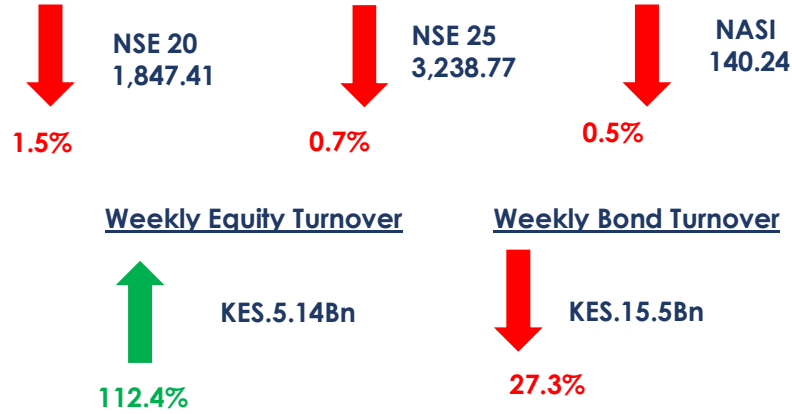 NSE 20
1,847.41
1.5%
NSE 25
3,238.77
0.7%
NASI
140.24
0.5%
Weekly Equity Turnover
KES.5.14Bn
112.4%
Weekly Bond Turnover
KES.15.5Bn
27.3%